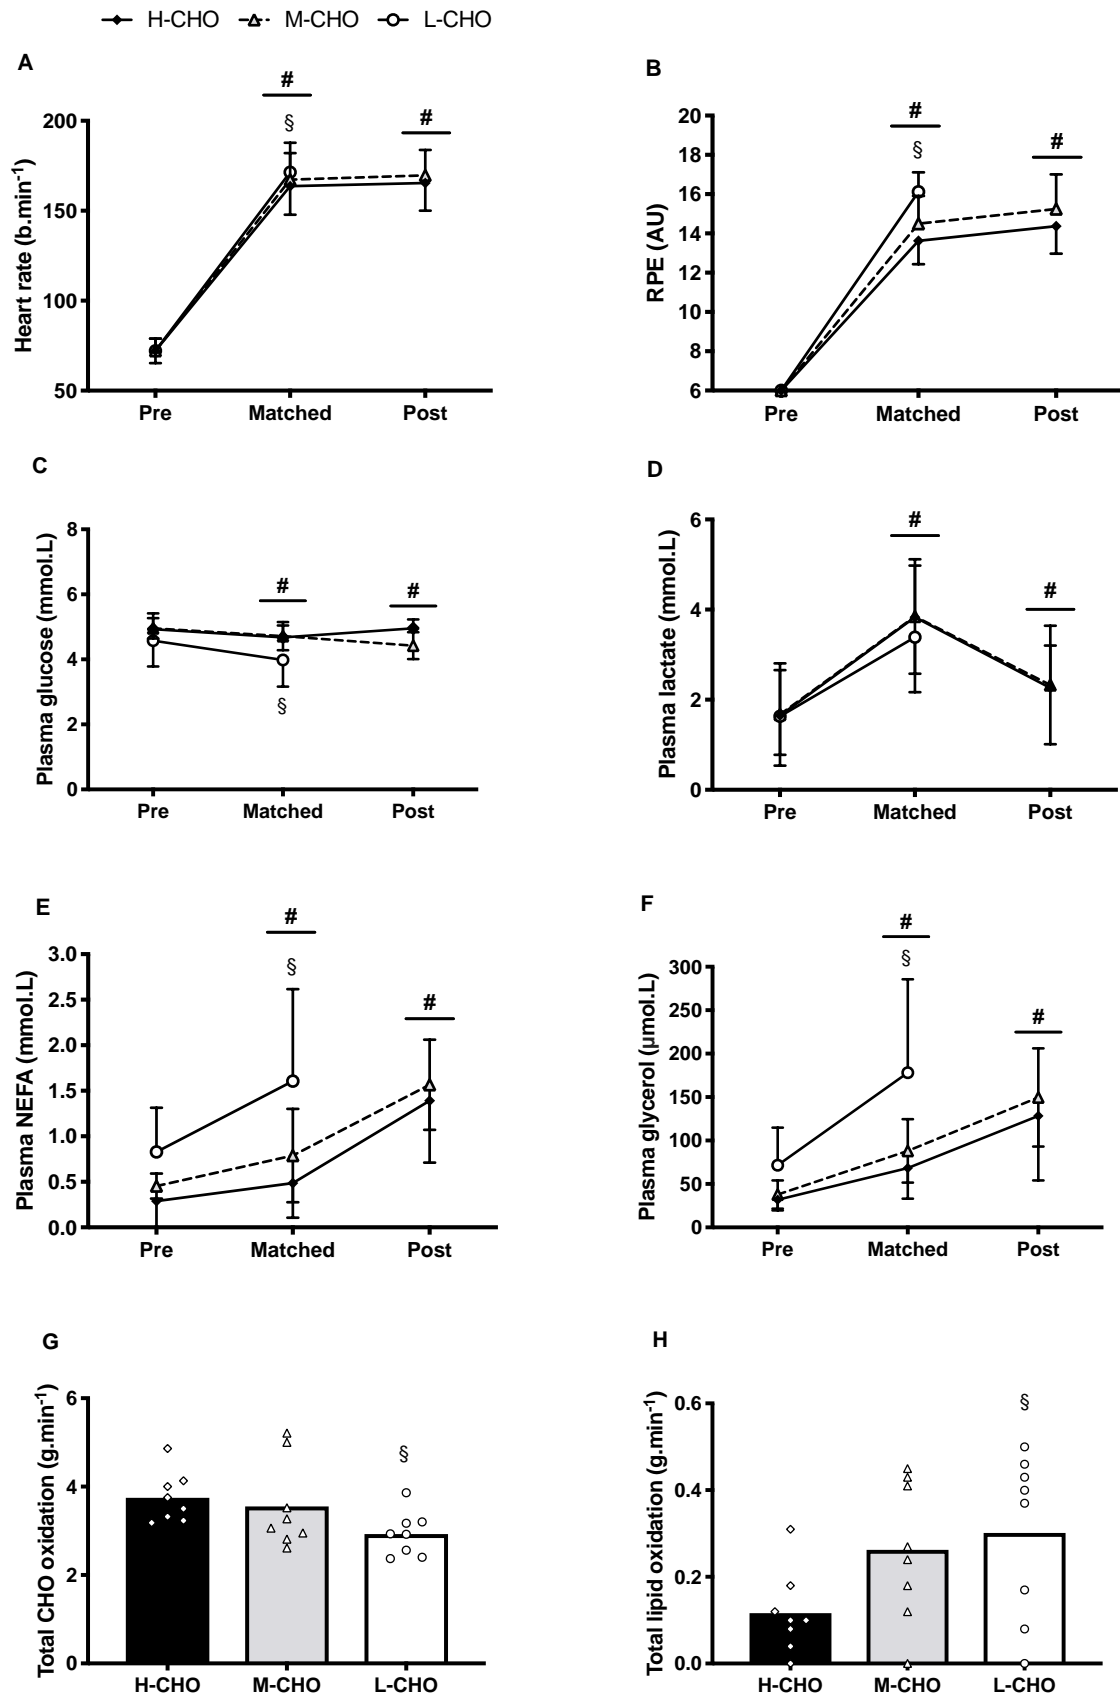 H-CHO M-CHO L-CHO
A
#
§
#
Heart rate (b.min⁻¹)
200
150
100
50
Pre Matched Post
B
#
§
#
RPE (AU)
20
18
16
14
12
10
8
6
Pre Matched Post
C
#
#
§
Plasma glucose (mmol.L)
8
6
4
2
0
Pre Matched Post
D
#
#
Plasma lactate (mmol.L)
6
4
2
0
Pre Matched Post
E
#
§
#
Plasma NEFA (mmol.L)
3.0
2.5
2.0
1.5
1.0
0.5
0.0
Pre Matched Post
F
#
§
#
Plasma glycerol (µmol.L)
300
250
200
150
100
50
0
Pre Matched Post
G
§
Total CHO oxidation (g.min⁻¹)
6
4
2
0
H-CHO M-CHO L-CHO
H
§
Total lipid oxidation (g.min⁻¹)
0.6
0.4
0.2
0.0
H-CHO M-CHO L-CHO